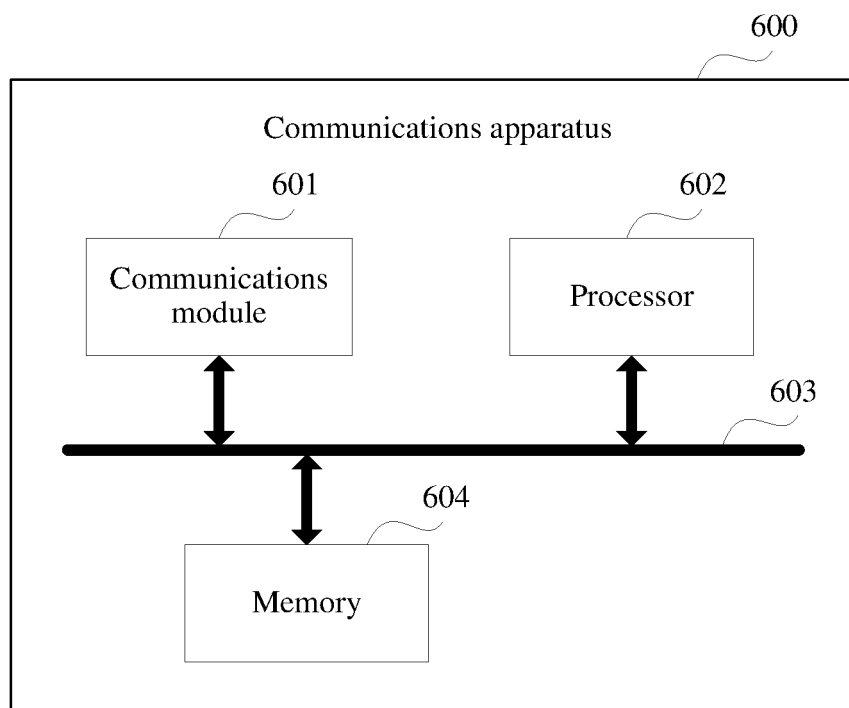 600
Communications apparatus
601
602
Communications
module
Processor
603
604
Memory